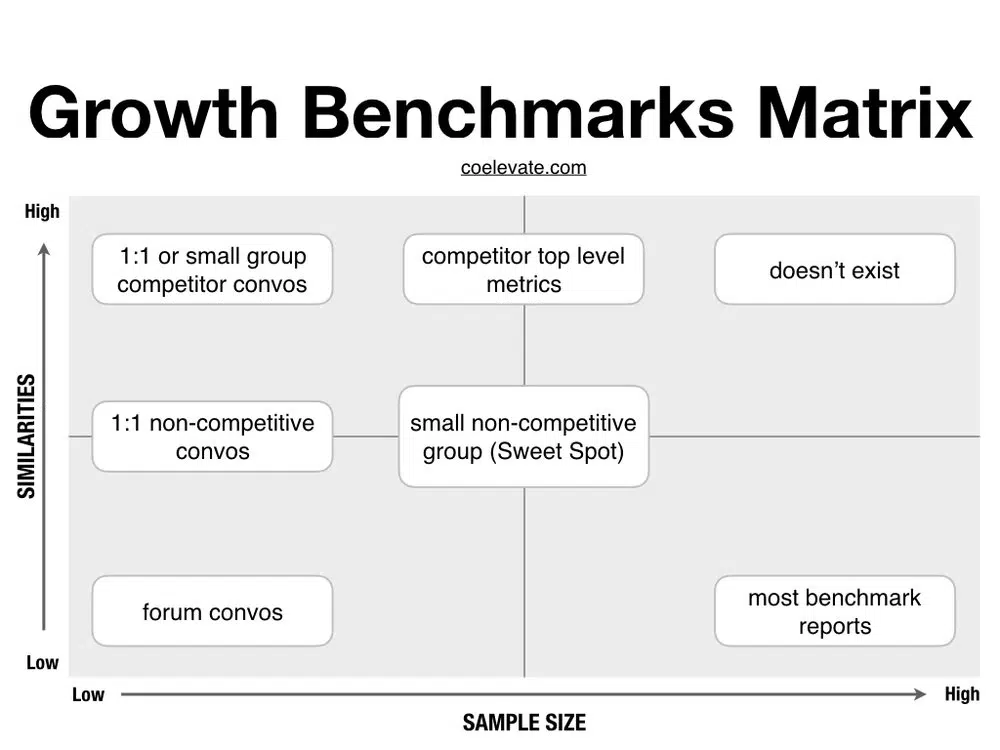 Growth Benchmarks Matrix
coelevate.com
High
1:1 or small group
competitor convos
competitor top level
metrics
doesn’t exist
SIMILARITIES
1:1 non-competitive
convos
small non-competitive
group (Sweet Spot)
forum convos
most benchmark
reports
Low
Low
High
SAMPLE SIZE